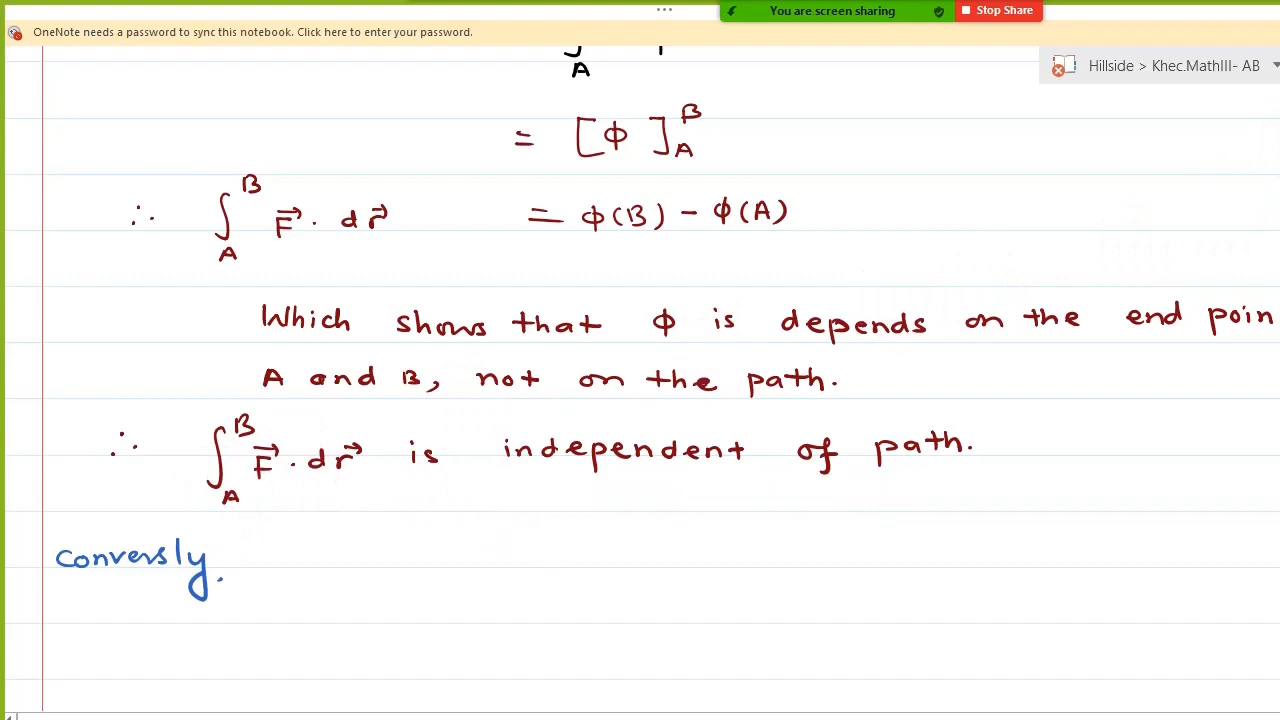 You are screen sharing
Stop Share
OneNote needs a password to sync this notebook. Click here to enter your password.
Hillside > Khec.MathIII- AB
A
= [ϕ]_A^B
∴ ∫_A^B F⃗ · dr⃗ = ϕ(B) - ϕ(A)
Which shows that ϕ is depends on the end poin
A and B, not on the path.
∴ ∫_A^B F⃗ · dr⃗ is independent of path.
Conversly.